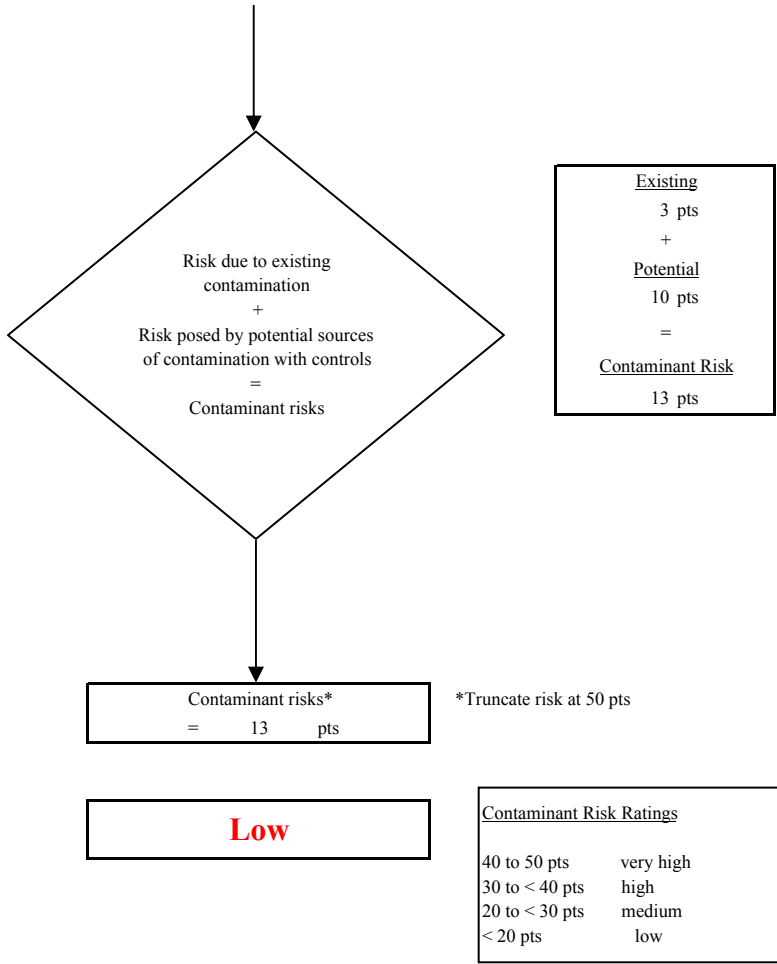 Risk due to existing
contamination
+
Risk posed by potential sources
of contamination with controls
=
Contaminant risks
Existing
3 pts
+
Potential
10 pts
=
Contaminant Risk
13 pts
Contaminant risks*
= 13 pts
*Truncate risk at 50 pts
Low
Contaminant Risk Ratings
40 to 50 pts very high
30 to < 40 pts high
20 to < 30 pts medium
< 20 pts low